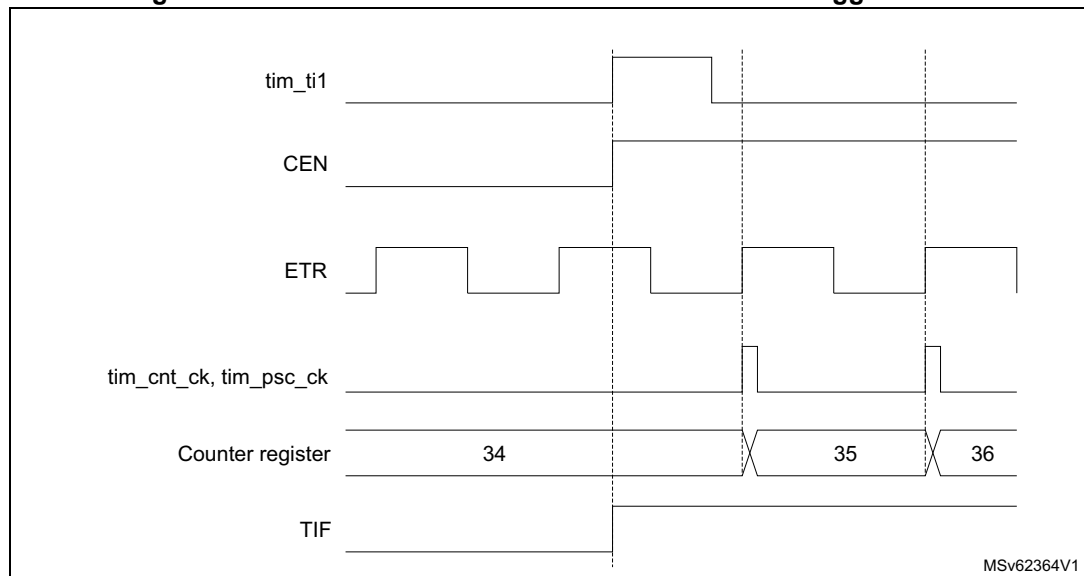 tim_ti1
CEN
ETR
tim_cnt_ck, tim_psc_ck
Counter register
34
35
36
TIF
MSv62364V1